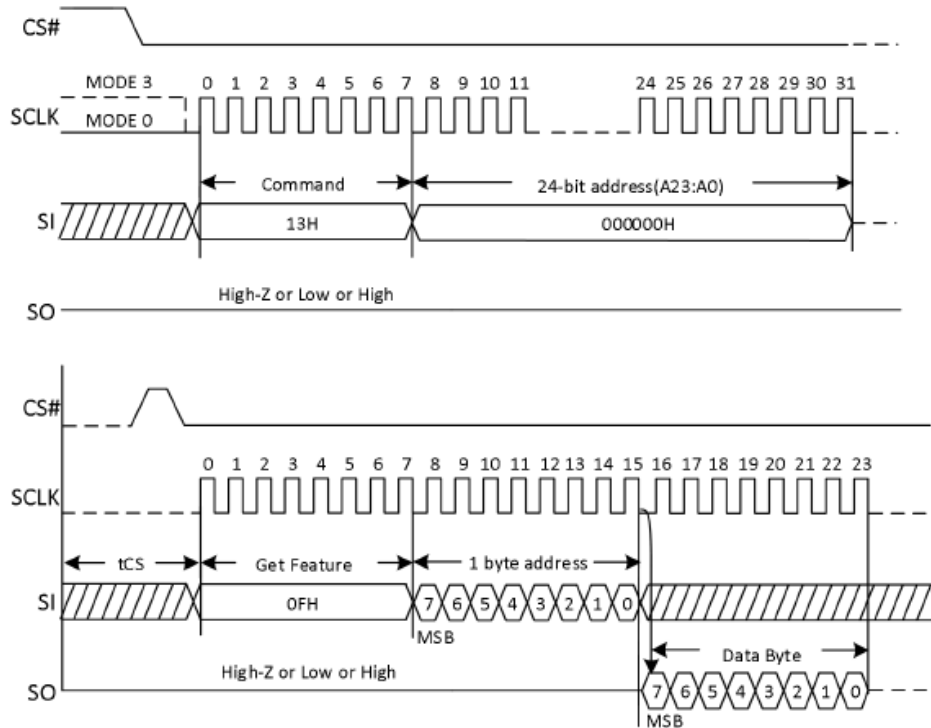 CS#
MODE 3
0 1 2 3 4 5 6 7 8 9 10 11 24 25 26 27 28 29 30 31
SCLK
MODE 0
Command
24-bit address(A23:A0)
SI
13H
000000H
High-Z or Low or High
SO
CS#
0 1 2 3 4 5 6 7 8 9 10 11 12 13 14 15 16 17 18 19 20 21 22 23
SCLK
tCS
Get Feature
1 byte address
SI
0FH
7 6 5 4 3 2 1 0
MSB
High-Z or Low or High
Data Byte
SO
7 6 5 4 3 2 1 0
MSB